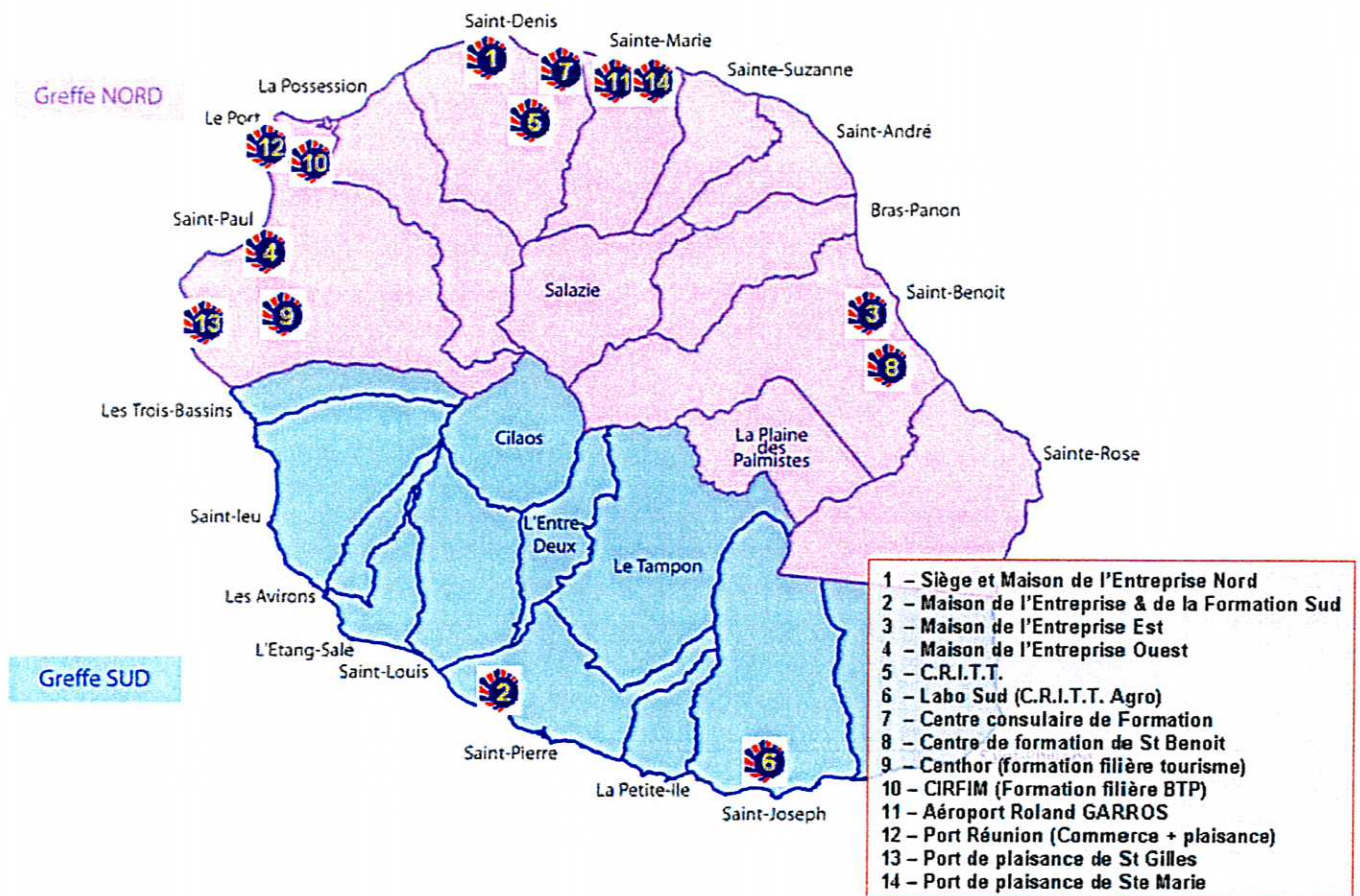 Saint-Denis
1
7
Sainte-Marie
11
14
Sainte-Suzanne
La Possession
Greffe NORD
Le Port
5
Saint-André
12
10
Saint-Paul
Bras-Panon
4
Salazie
Saint-Benoit
13
9
3
8
Les Trois-Bassins
Cilaos
La Plaine
des
Palmistes
Sainte-Rose
Saint-leu
L'Entre-
Deux
Le Tampon
Les Avirons
L'Etang-Sale
Saint-Louis
Greffe SUD
2
Saint-Pierre
6
La Petite-Ile
Saint-Joseph
1 – Siège et Maison de l'Entreprise Nord
2 – Maison de l'Entreprise & de la Formation Sud
3 – Maison de l'Entreprise Est
4 – Maison de l'Entreprise Ouest
5 – C.R.I.T.T.
6 – Labo Sud (C.R.I.T.T. Agro)
7 – Centre consulaire de Formation
8 – Centre de formation de St Benoit
9 – Centhor (formation filière tourisme)
10 – CIRFIM (Formation filière BTP)
11 – Aéroport Roland GARROS
12 – Port Réunion (Commerce + plaisance)
13 – Port de plaisance de St Gilles
14 – Port de plaisance de Ste Marie